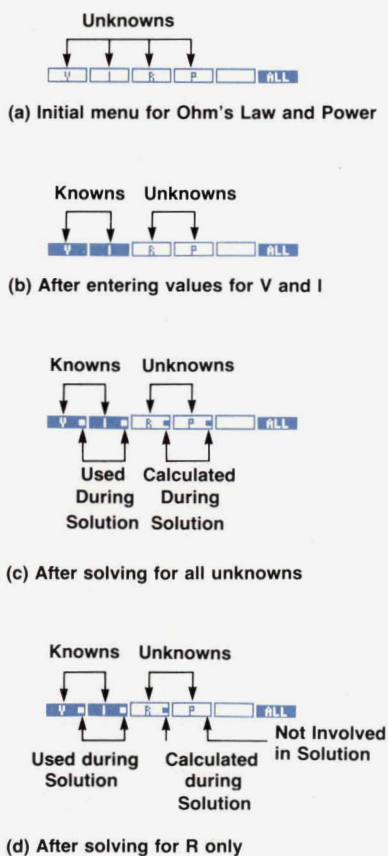 Unknowns
V I R P ALL
(a) Initial menu for Ohm's Law and Power
Knowns Unknowns
V I R P ALL
(b) After entering values for V and I
Knowns Unknowns
V I R P ALL
Used Calculated
During During
Solution Solution
(c) After solving for all unknowns
Knowns Unknowns
V I R P ALL
Not Involved
in Solution
Used during Calculated
Solution during
Solution
(d) After solving for R only